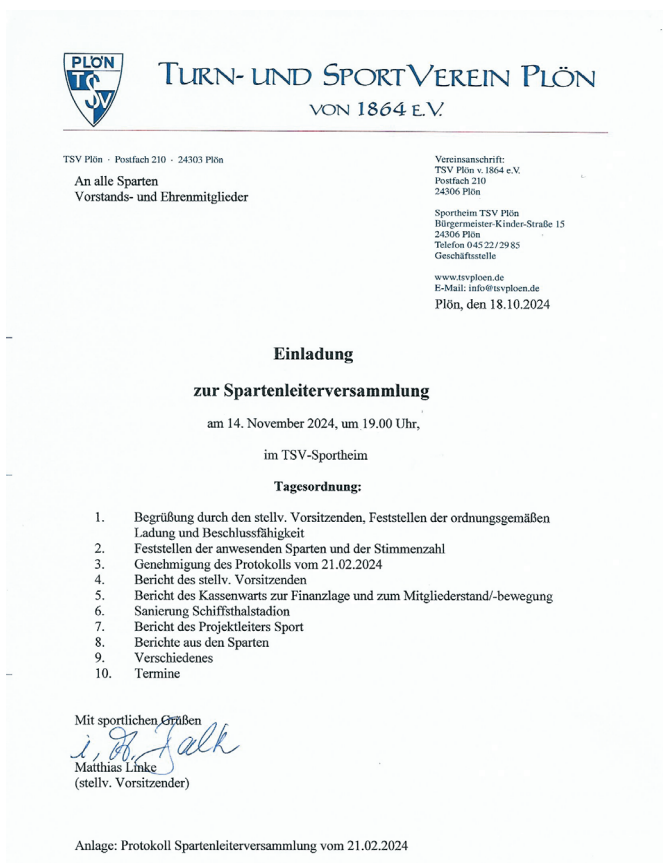 PLÖN
TSV
TURN- UND SPORTVEREIN PLÖN
VON 1864 E.V.
TSV Plön · Postfach 210 · 24303 Plön
An alle Sparten
Vorstands- und Ehrenmitglieder
Vereinsanschrift:
TSV Plön v. 1864 e.V.
Postfach 210
24306 Plön
Sportheim TSV Plön
Bürgermeister-Kinder-Straße 15
24306 Plön
Telefon 0 45 22 / 29 85
Geschäftsstelle
www.tsvploen.de
E-Mail: info@tsvploen.de
Plön, den 18.10.2024
Einladung
zur Spartenleiterversammlung
am 14. November 2024, um 19.00 Uhr,
im TSV-Sportheim
Tagesordnung:
1. Begrüßung durch den stellv. Vorsitzenden, Feststellen der ordnungsgemäßen
Ladung und Beschlussfähigkeit
2. Feststellen der anwesenden Sparten und der Stimmenzahl
3. Genehmigung des Protokolls vom 21.02.2024
4. Bericht des stellv. Vorsitzenden
5. Bericht des Kassenwarts zur Finanzlage und zum Mitgliederstand/-bewegung
6. Sanierung Schiffsthalstadion
7. Bericht des Projektleiters Sport
8. Berichte aus den Sparten
9. Verschiedenes
10. Termine
Mit sportlichen Grüßen
i. A. Falk
Matthias Linke
(stellv. Vorsitzender)
Anlage: Protokoll Spartenleiterversammlung vom 21.02.2024